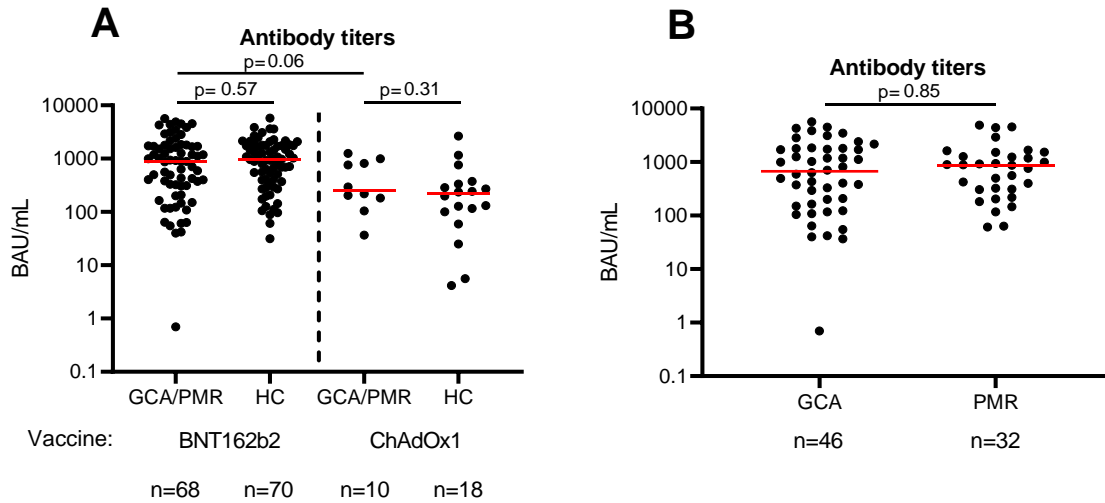 A
Antibody titers
p= 0.06
p= 0.57
p= 0.31
BAU/mL
10000
1000
100
10
1
0.1
GCA/PMR HC GCA/PMR HC
Vaccine: BNT162b2 ChAdOx1
n=68 n=70 n=10 n=18
B
Antibody titers
p= 0.85
BAU/mL
10000
1000
100
10
1
0.1
GCA PMR
n=46 n=32